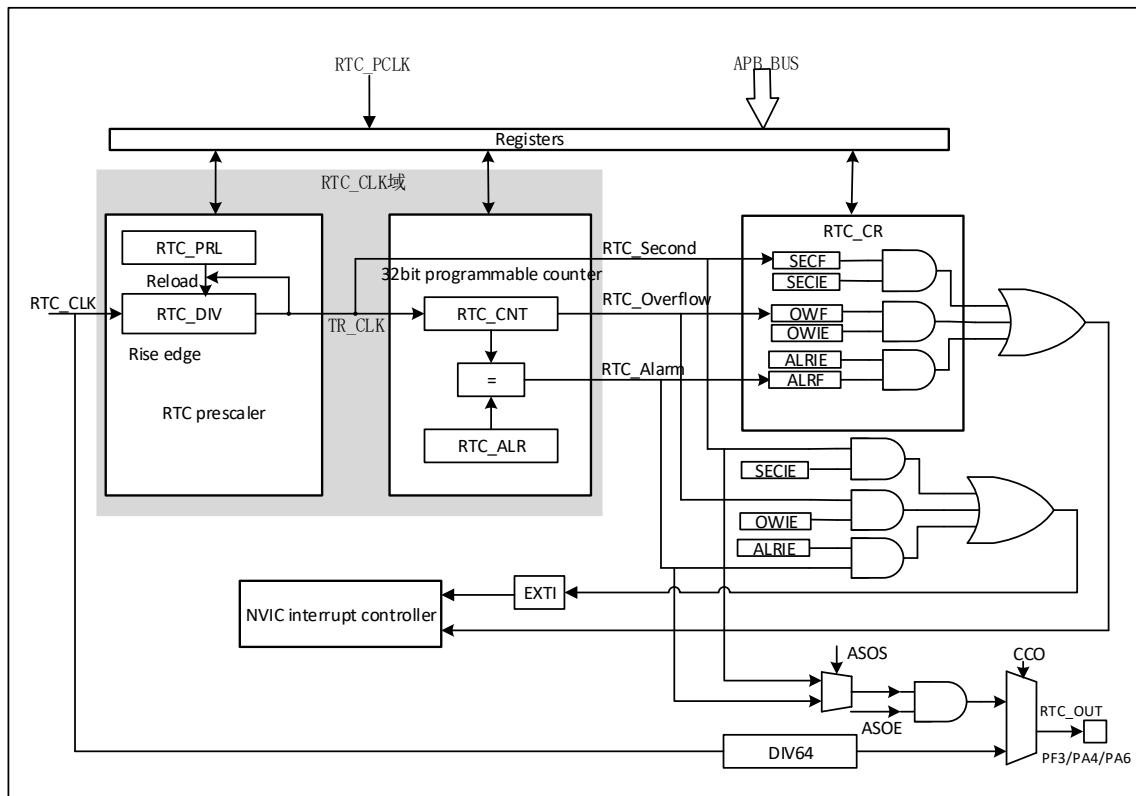 RTC_PCLK
APB_BUS
Registers
RTC_CLK域
RTC_CR
RTC_PRL
Reload
RTC_CLK
RTC_DIV
Rise edge
RTC prescaler
TR_CLK
32bit programmable counter
RTC_CNT
=
RTC_ALR
RTC_Second
RTC_Overflow
RTC_Alarm
SECF
SECIE
OWF
OWIE
ALRIE
ALRF
SECIE
OWIE
ALRIE
EXTI
NVIC interrupt controller
ASOS
CCO
ASOE
RTC_OUT
DIV64
PF3/PA4/PA6